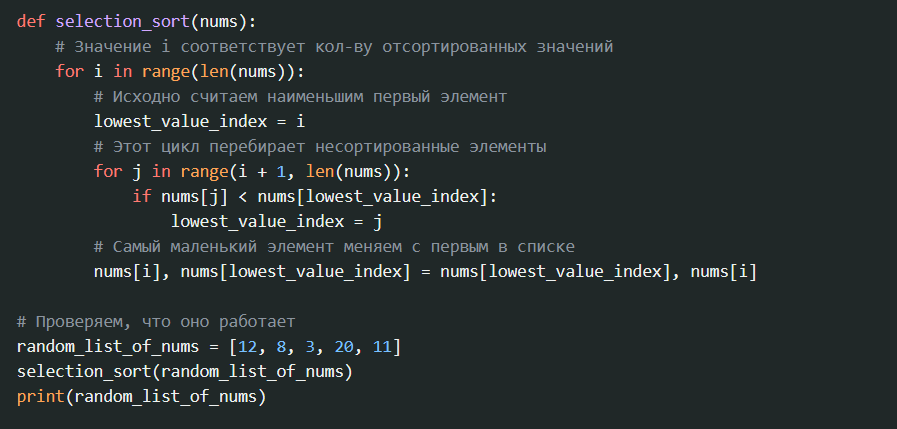 def selection_sort(nums):
    # Значение i соответствует кол-ву отсортированных значений
    for i in range(len(nums)):
        # Исходно считаем наименьшим первый элемент
        lowest_value_index = i
        # Этот цикл перебирает несортированные элементы
        for j in range(i + 1, len(nums)):
            if nums[j] < nums[lowest_value_index]:
                lowest_value_index = j
        # Самый маленький элемент меняем с первым в списке
        nums[i], nums[lowest_value_index] = nums[lowest_value_index], nums[i]

# Проверяем, что оно работает
random_list_of_nums = [12, 8, 3, 20, 11]
selection_sort(random_list_of_nums)
print(random_list_of_nums)